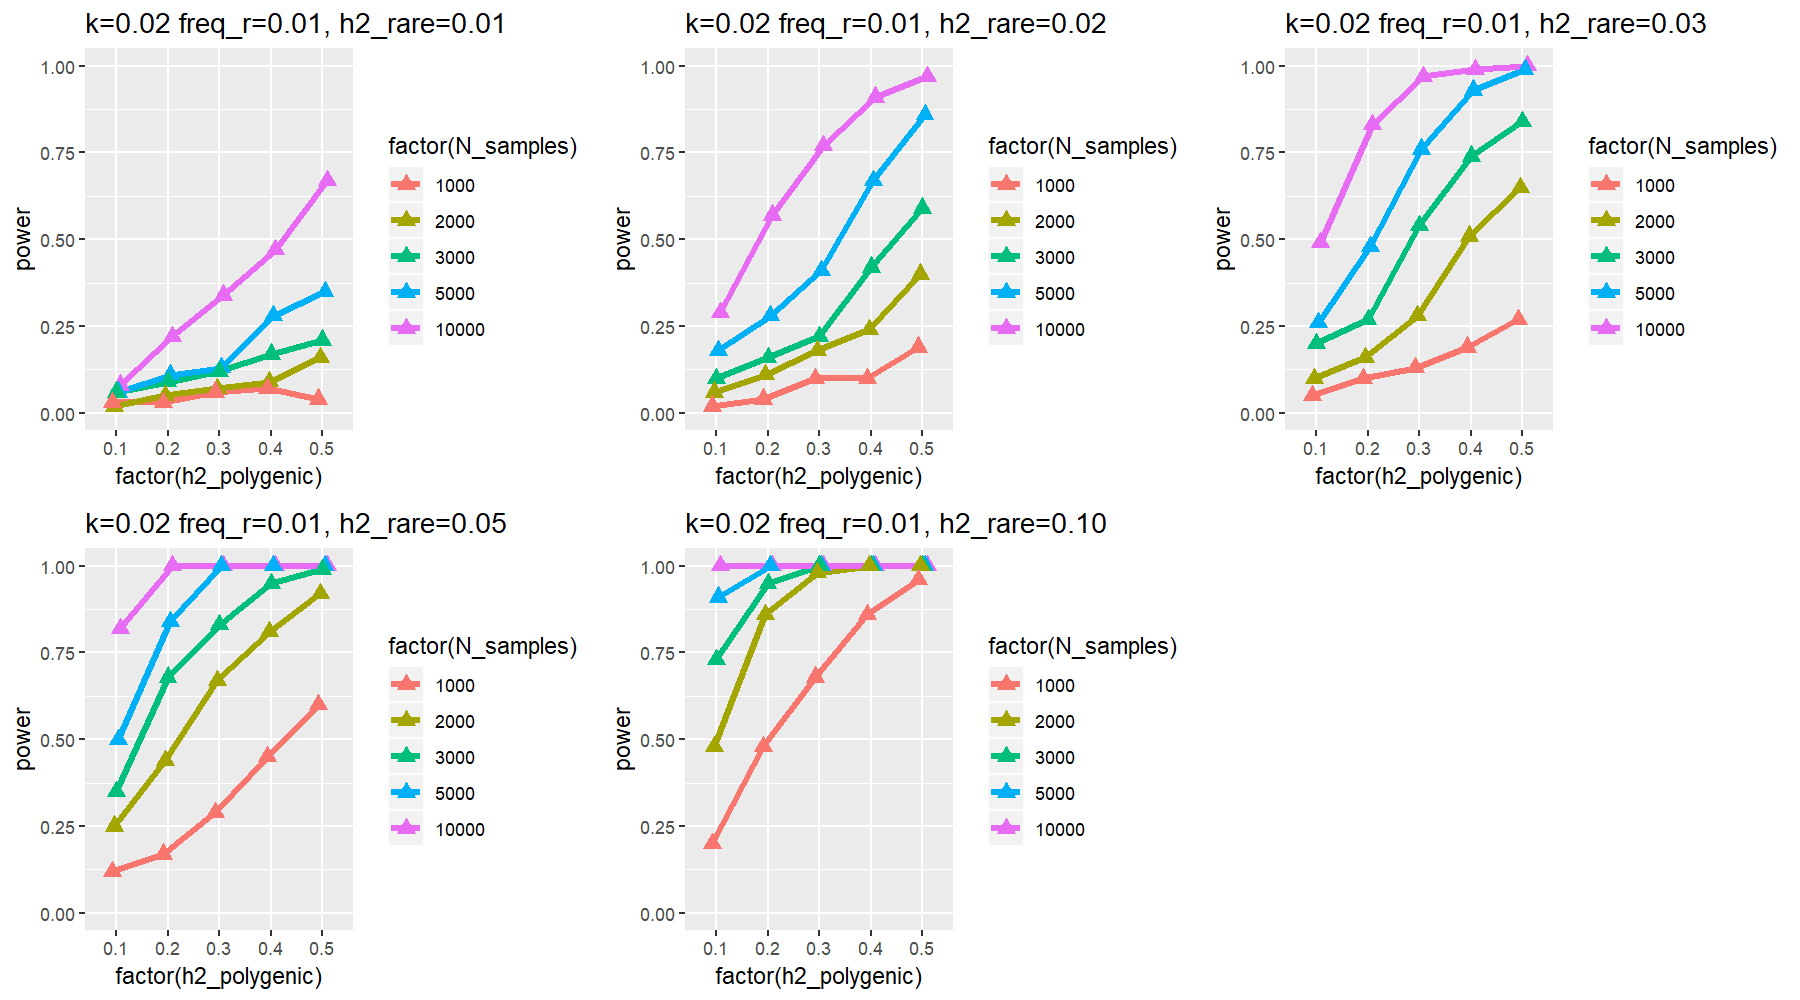 k=0.02 freq_r=0.01, h2_rare=0.01
1.00
0.75
0.50
0.25
0.00
power
0.1 0.2 0.3 0.4 0.5
factor(h2_polygenic)
factor(N_samples)
1000
2000
3000
5000
10000
k=0.02 freq_r=0.01, h2_rare=0.02
1.00
0.75
0.50
0.25
0.00
power
0.1 0.2 0.3 0.4 0.5
factor(h2_polygenic)
factor(N_samples)
1000
2000
3000
5000
10000
k=0.02 freq_r=0.01, h2_rare=0.03
1.00
0.75
0.50
0.25
0.00
power
0.1 0.2 0.3 0.4 0.5
factor(h2_polygenic)
factor(N_samples)
1000
2000
3000
5000
10000
k=0.02 freq_r=0.01, h2_rare=0.05
1.00
0.75
0.50
0.25
0.00
power
0.1 0.2 0.3 0.4 0.5
factor(h2_polygenic)
factor(N_samples)
1000
2000
3000
5000
10000
k=0.02 freq_r=0.01, h2_rare=0.10
1.00
0.75
0.50
0.25
0.00
power
0.1 0.2 0.3 0.4 0.5
factor(h2_polygenic)
factor(N_samples)
1000
2000
3000
5000
10000